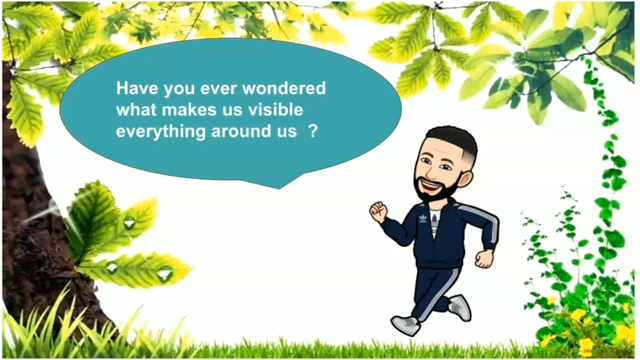 Have you ever wondered
what makes us visible
everything around us  ?